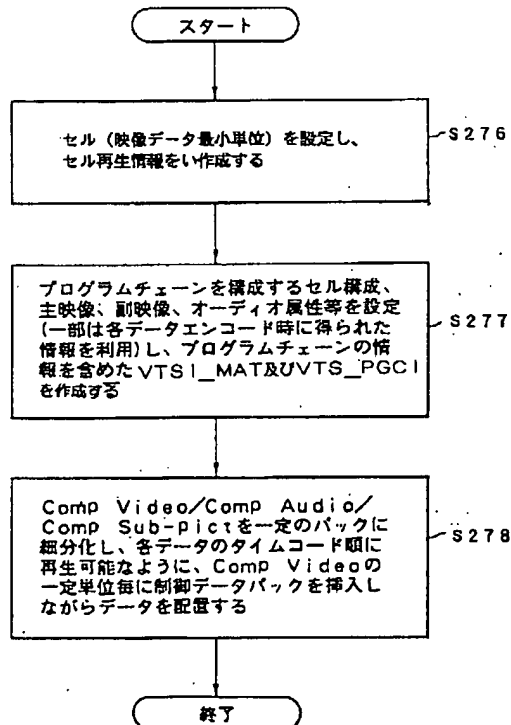 スタート
セル(映像データ最小単位)を設定し、
セル再生情報をい作成する
S276
プログラムチェーンを構成するセル構成、
主映像、副映像、オーディオ属性等を設定
(一部は各データエンコード時に得られた
情報を利用)し、プログラムチェーンの情
報を含めたVTSI_MAT及びVTS_PGCI
を作成する
S277
Comp Video/Comp Audio/
Comp Sub-pictを一定のパックに
細分化し、各データのタイムコード順に
再生可能なように、Comp Videoの
一定単位毎に制御データパックを挿入し
ながらデータを配置する
S278
終了